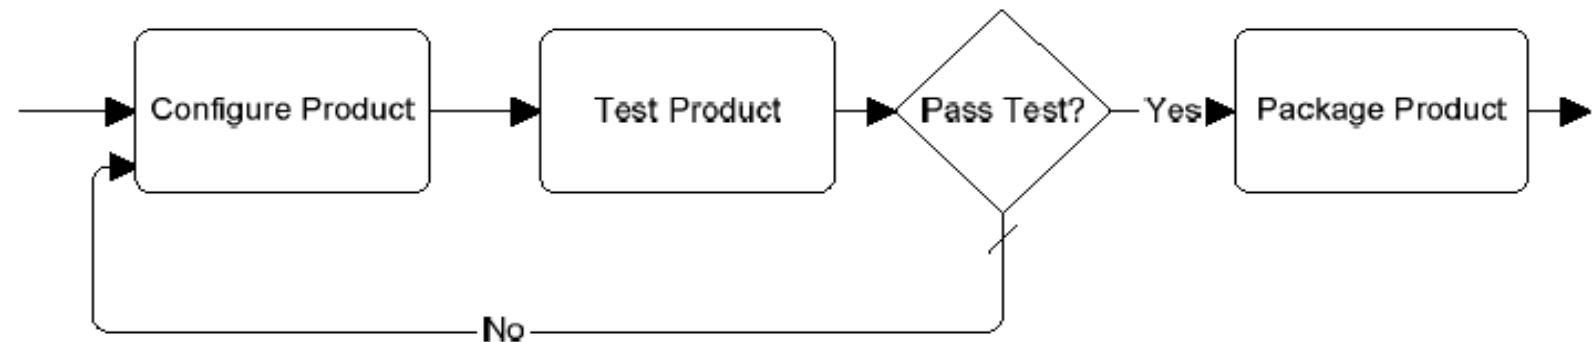 Configure Product
Test Product
Pass Test?
Yes
Package Product
No